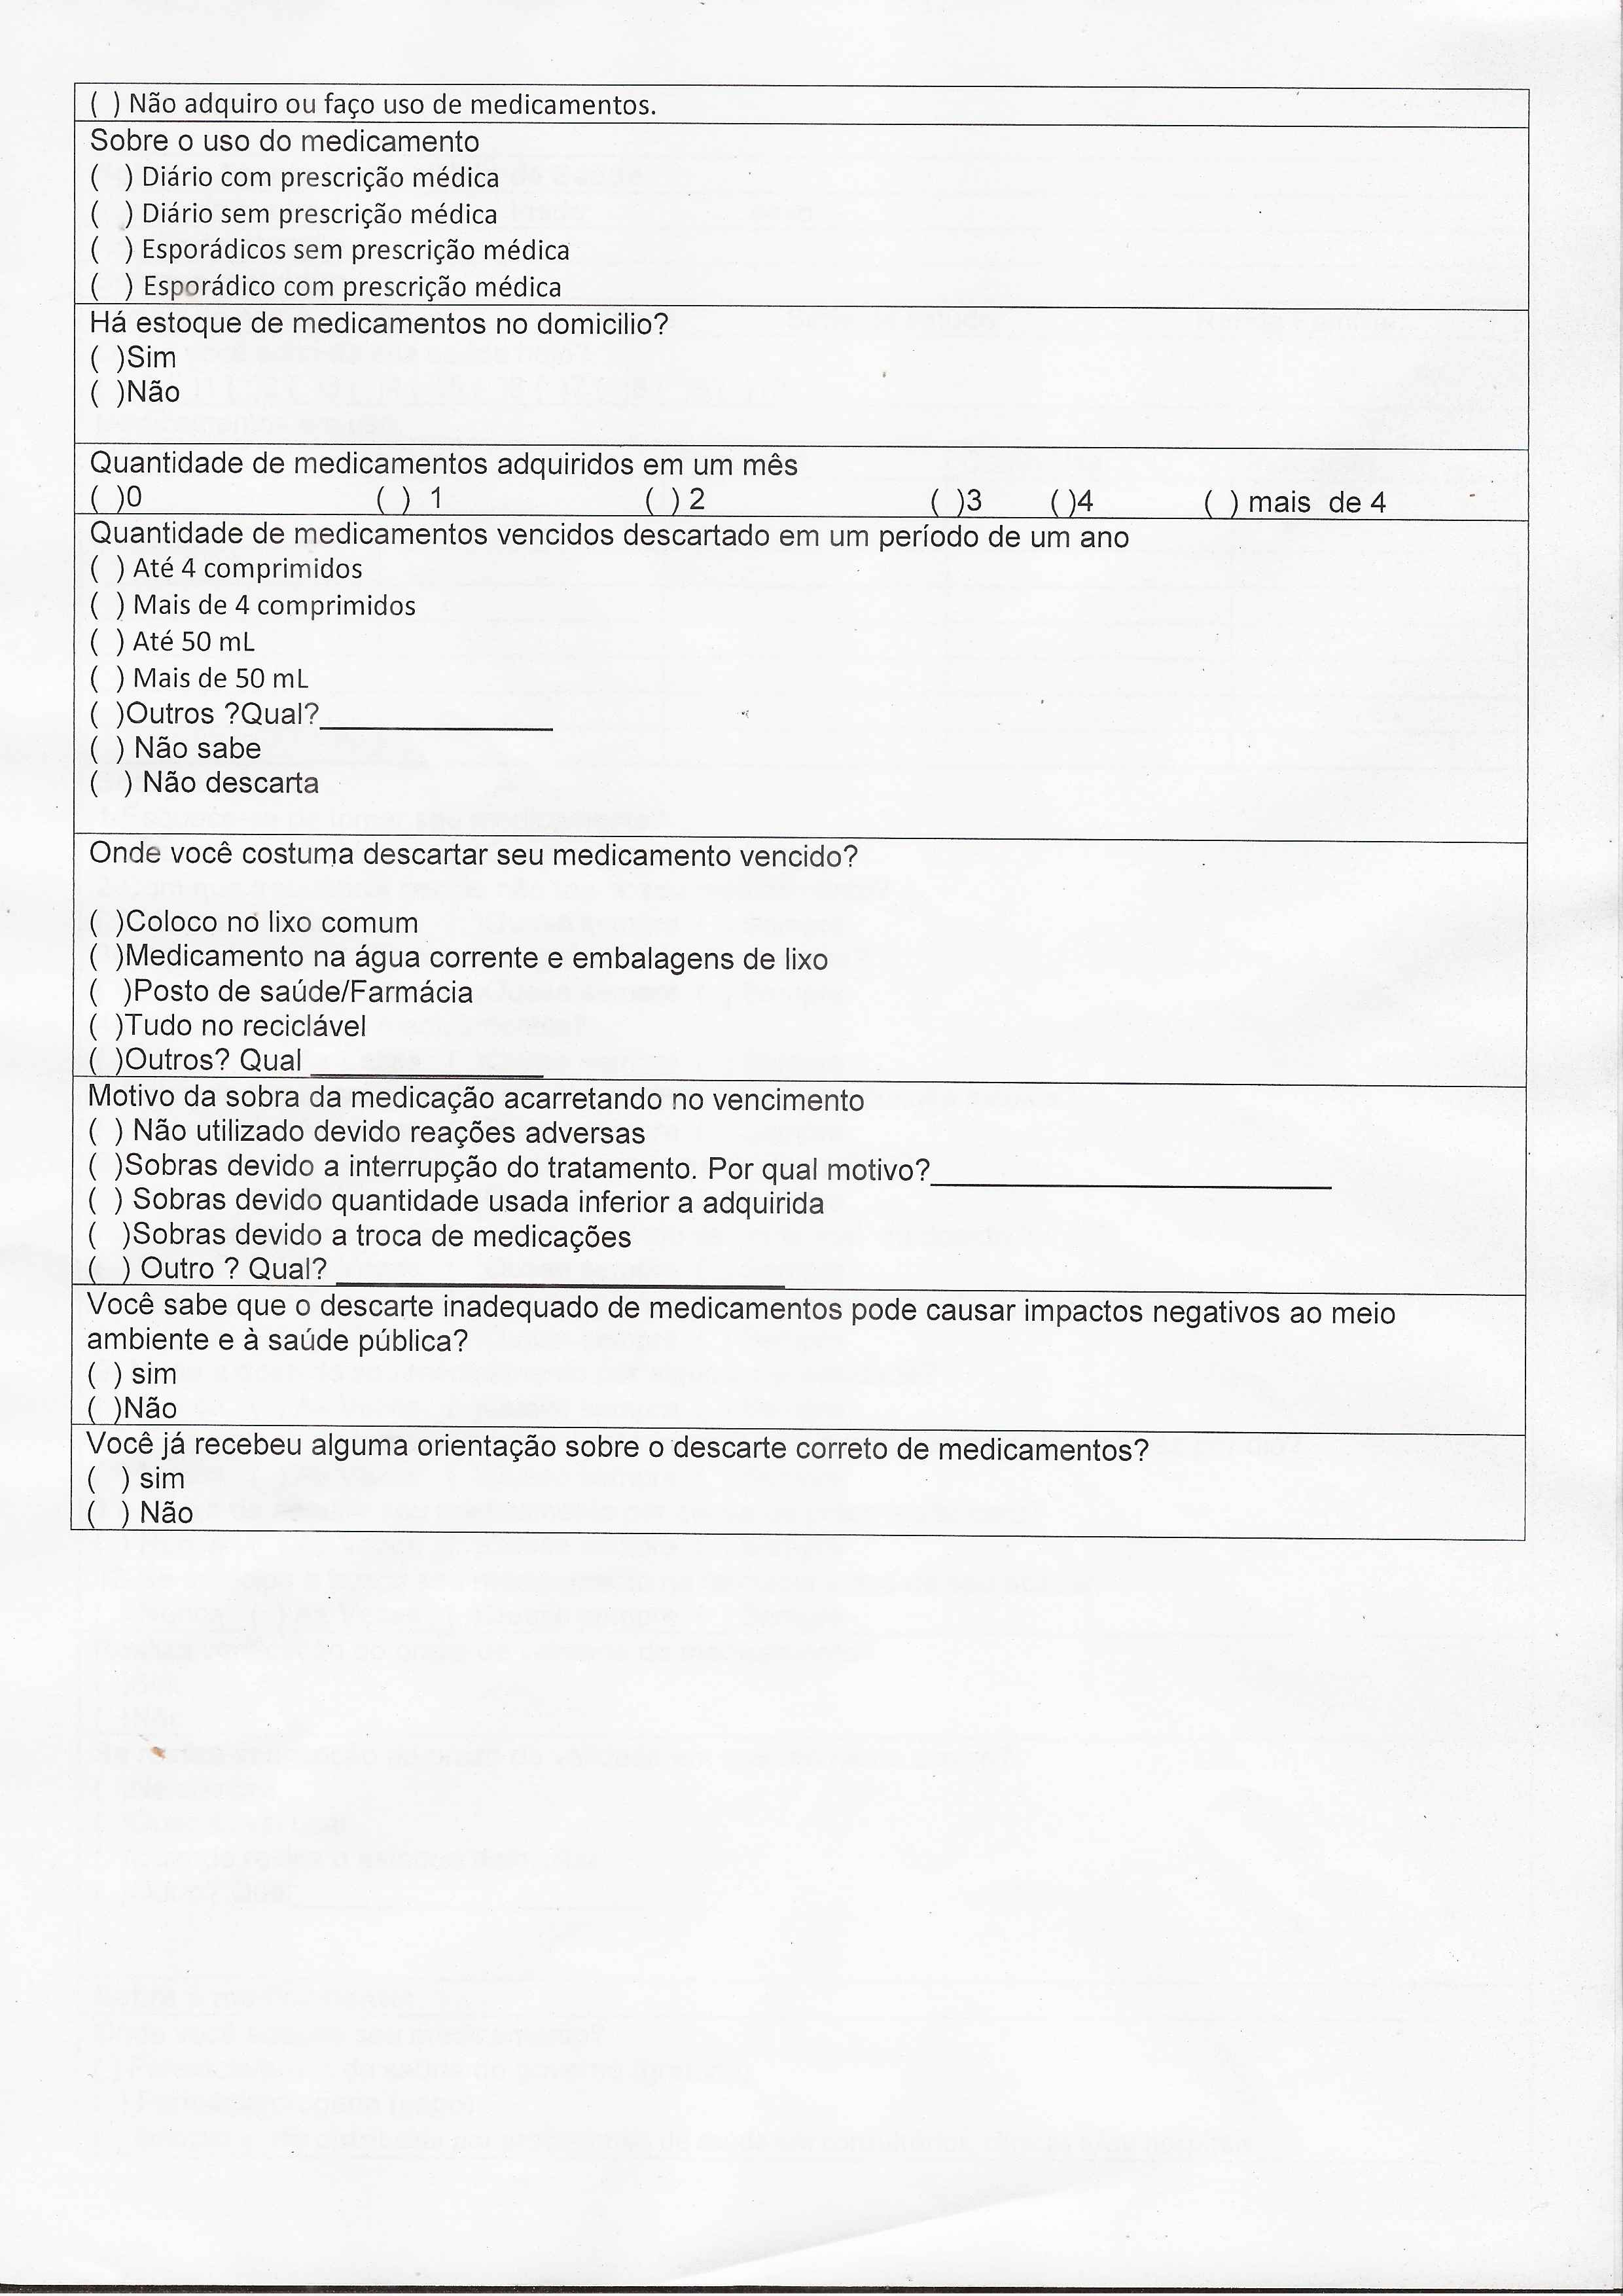 ( ) Não adquiro ou faço uso de medicamentos.
Sobre o uso do medicamento
( ) Diário com prescrição médica
( ) Diário sem prescrição médica
( ) Esporádicos sem prescrição médica
( ) Esporádico com prescrição médica
Há estoque de medicamentos no domicilio?
( )Sim
( )Não
Quantidade de medicamentos adquiridos em um mês
( )0 ( ) 1 ( ) 2 ( )3 ( )4 ( ) mais de 4
Quantidade de medicamentos vencidos descartado em um período de um ano
( ) Até 4 comprimidos
( ) Mais de 4 comprimidos
( ) Até 50 mL
( ) Mais de 50 mL
( )Outros ?Qual?_______________
( ) Não sabe
( ) Não descarta
Onde você costuma descartar seu medicamento vencido?
( )Coloco no lixo comum
( )Medicamento na água corrente e embalagens de lixo
( )Posto de saúde/Farmácia
( )Tudo no reciclável
( )Outros? Qual _______________
Motivo da sobra da medicação acarretando no vencimento
( ) Não utilizado devido reações adversas
( )Sobras devido a interrupção do tratamento. Por qual motivo?__________________________
( ) Sobras devido quantidade usada inferior a adquirida
( )Sobras devido a troca de medicações
( ) Outro ? Qual? _____________________________
Você sabe que o descarte inadequado de medicamentos pode causar impactos negativos ao meio
ambiente e à saúde pública?
( ) sim
( )Não
Você já recebeu alguma orientação sobre o descarte correto de medicamentos?
( ) sim
( ) Não